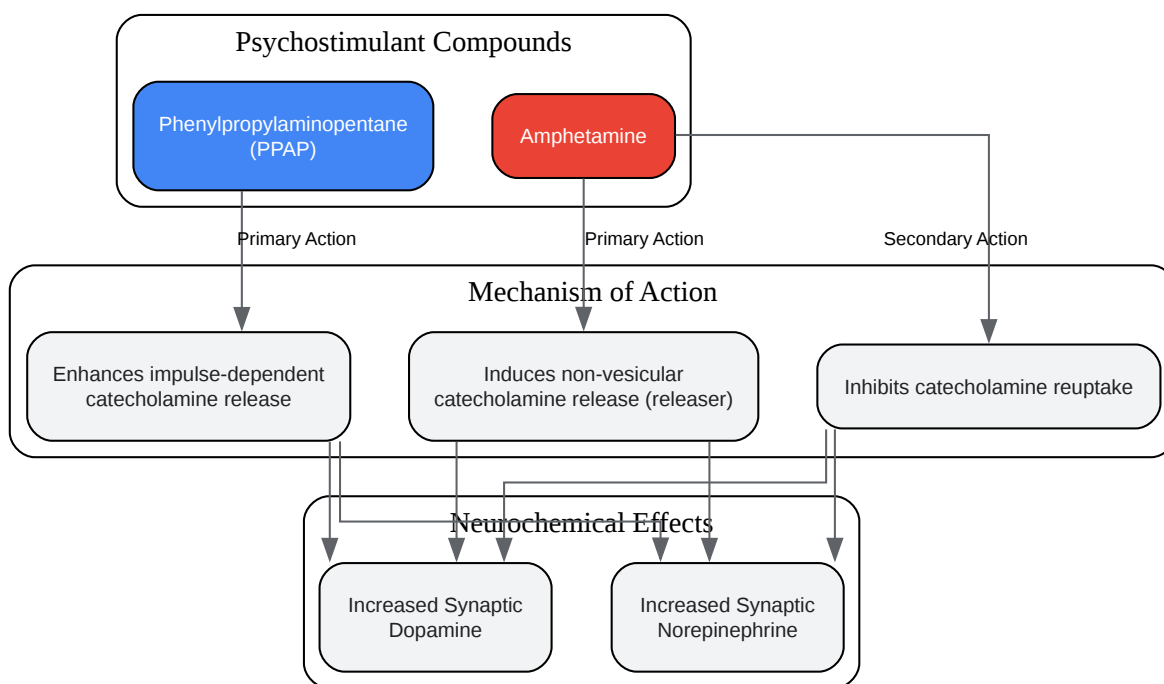 Psychostimulant Compounds
Phenylpropylaminopentane
(PPAP)
Amphetamine
Primary Action
Primary Action
Secondary Action
Mechanism of Action
Enhances impulse-dependent
catecholamine release
Induces non-vesicular
catecholamine release (releaser)
Inhibits catecholamine reuptake
Neurochemical Effects
Increased Synaptic
Dopamine
Increased Synaptic
Norepinephrine